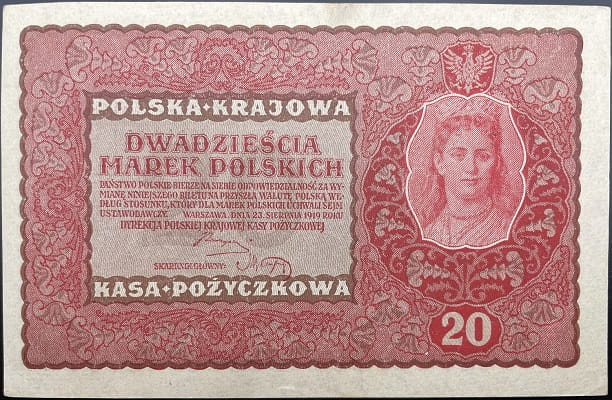 POLSKA·KRAJOWA
DWADZIEŚCIA
MAREK POLSKICH
PAŃSTWO POLSKIE BIERZE NA SIEBIE ODPOWIEDZIALNOŚĆ ZA WY-
MIANĘ NINIEJSZEGO BILETU NA PRZYSZŁĄ WALUTĘ POLSKĄ WE-
DŁUG STOSUNKU, KTÓRY DLA MAREK POLSKICH UCHWALI SEJM
USTAWODAWCZY. WARSZAWA, DNIA 23. SIERPNIA 1919 ROKU
DYREKCJA POLSKIEJ KRAJOWEJ KASY POŻYCZKOWEJ
SKARBNIK GŁÓWNY:
KASA·POŻYCZKOWA
20